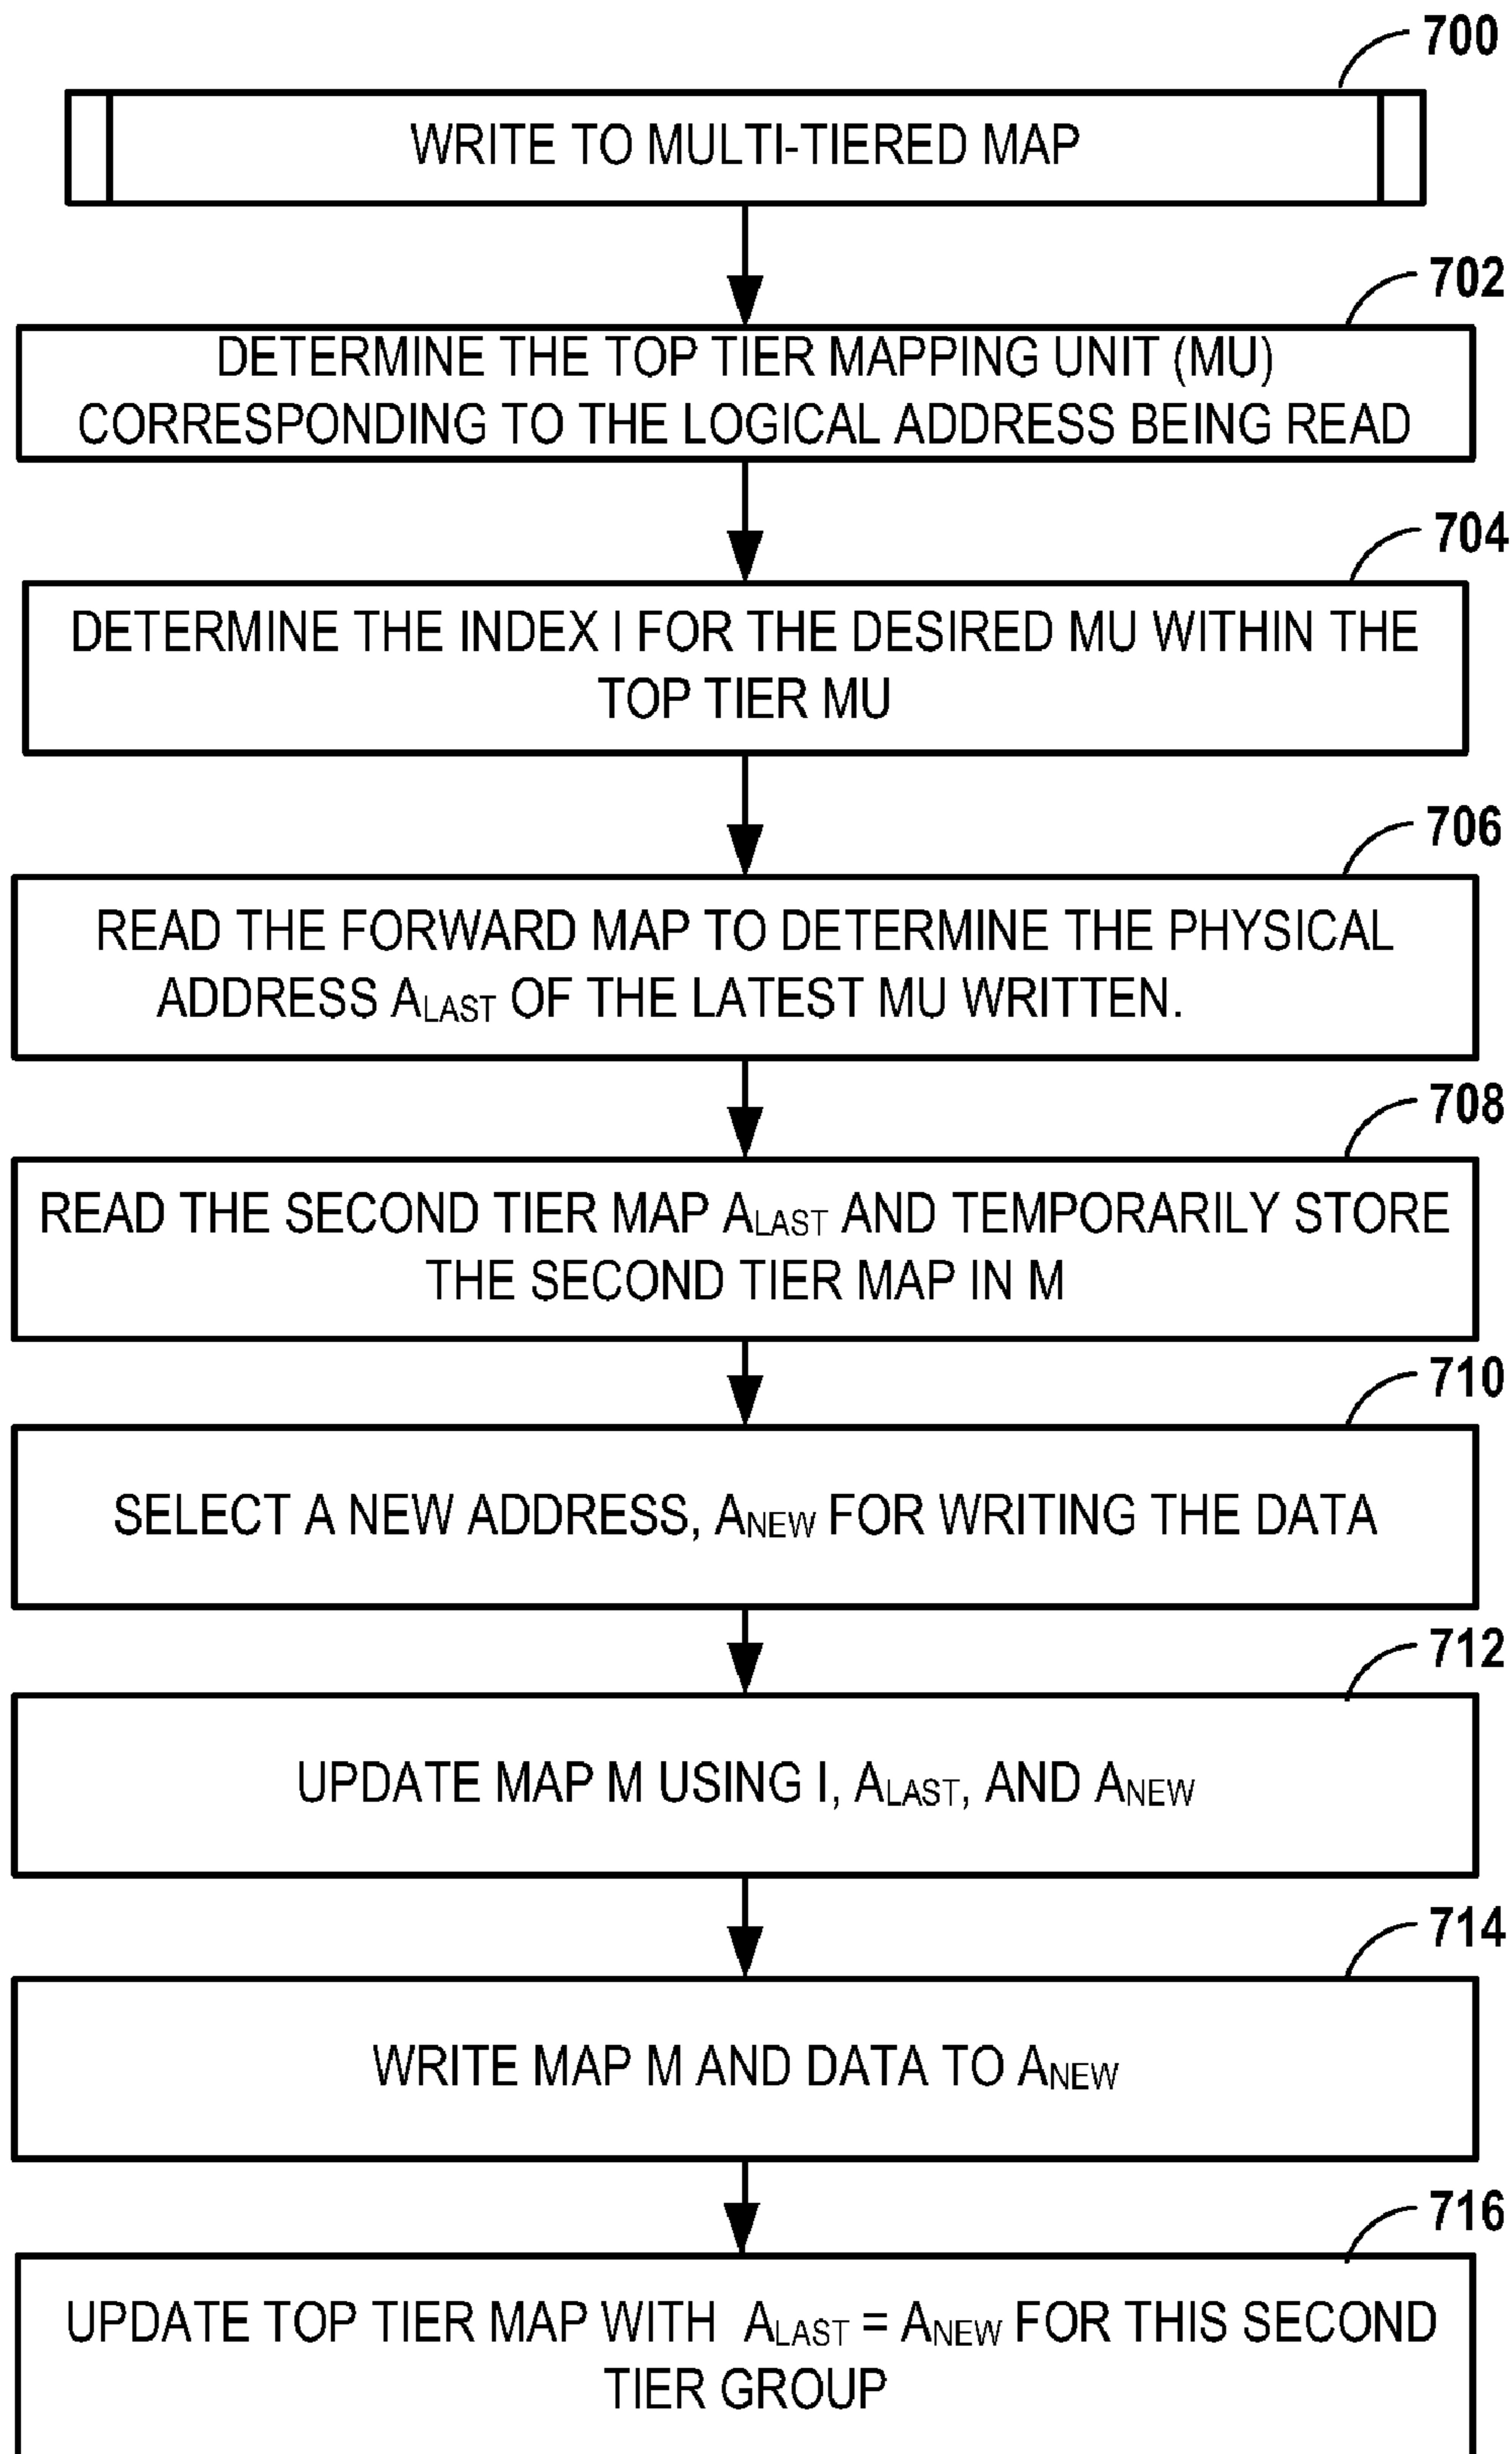 700
WRITE TO MULTI-TIERED MAP
702
DETERMINE THE TOP TIER MAPPING UNIT (MU)
CORRESPONDING TO THE LOGICAL ADDRESS BEING READ
704
DETERMINE THE INDEX I FOR THE DESIRED MU WITHIN THE
TOP TIER MU
706
READ THE FORWARD MAP TO DETERMINE THE PHYSICAL
ADDRESS ALAST OF THE LATEST MU WRITTEN.
708
READ THE SECOND TIER MAP ALAST AND TEMPORARILY STORE
THE SECOND TIER MAP IN M
710
SELECT A NEW ADDRESS, ANEW FOR WRITING THE DATA
712
UPDATE MAP M USING I, ALAST, AND ANEW
714
WRITE MAP M AND DATA TO ANEW
716
UPDATE TOP TIER MAP WITH ALAST = ANEW FOR THIS SECOND
TIER GROUP